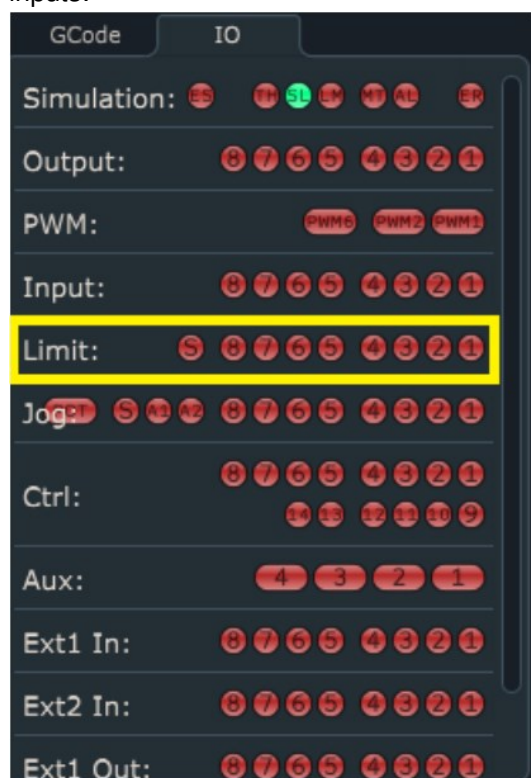 inputs:
GCode IO
Simulation: ES TH SL LM MT AL ER
Output: 8 7 6 5 4 3 2 1
PWM: PWM6 PWM2 PWM1
Input: 8 7 6 5 4 3 2 1
Limit: S 8 7 6 5 4 3 2 1
Jog: S A1 A2 8 7 6 5 4 3 2 1
Ctrl: 8 7 6 5 4 3 2 1
14 13 12 11 10 9
Aux: 4 3 2 1
Ext1 In: 8 7 6 5 4 3 2 1
Ext2 In: 8 7 6 5 4 3 2 1
Ext1 Out: 8 7 6 5 4 3 2 1